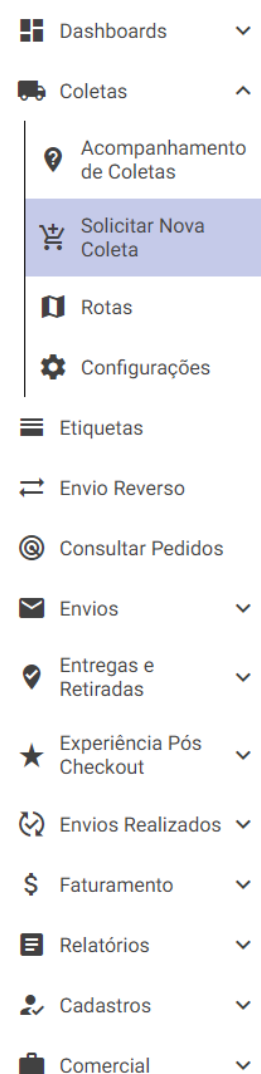 Dashboards
Coletas
Acompanhamento
de Coletas
Solicitar Nova
Coleta
Rotas
Configurações
Etiquetas
Envio Reverso
Consultar Pedidos
Envios
Entregas e
Retiradas
Experiência Pós
Checkout
Envios Realizados
Faturamento
Relatórios
Cadastros
Comercial